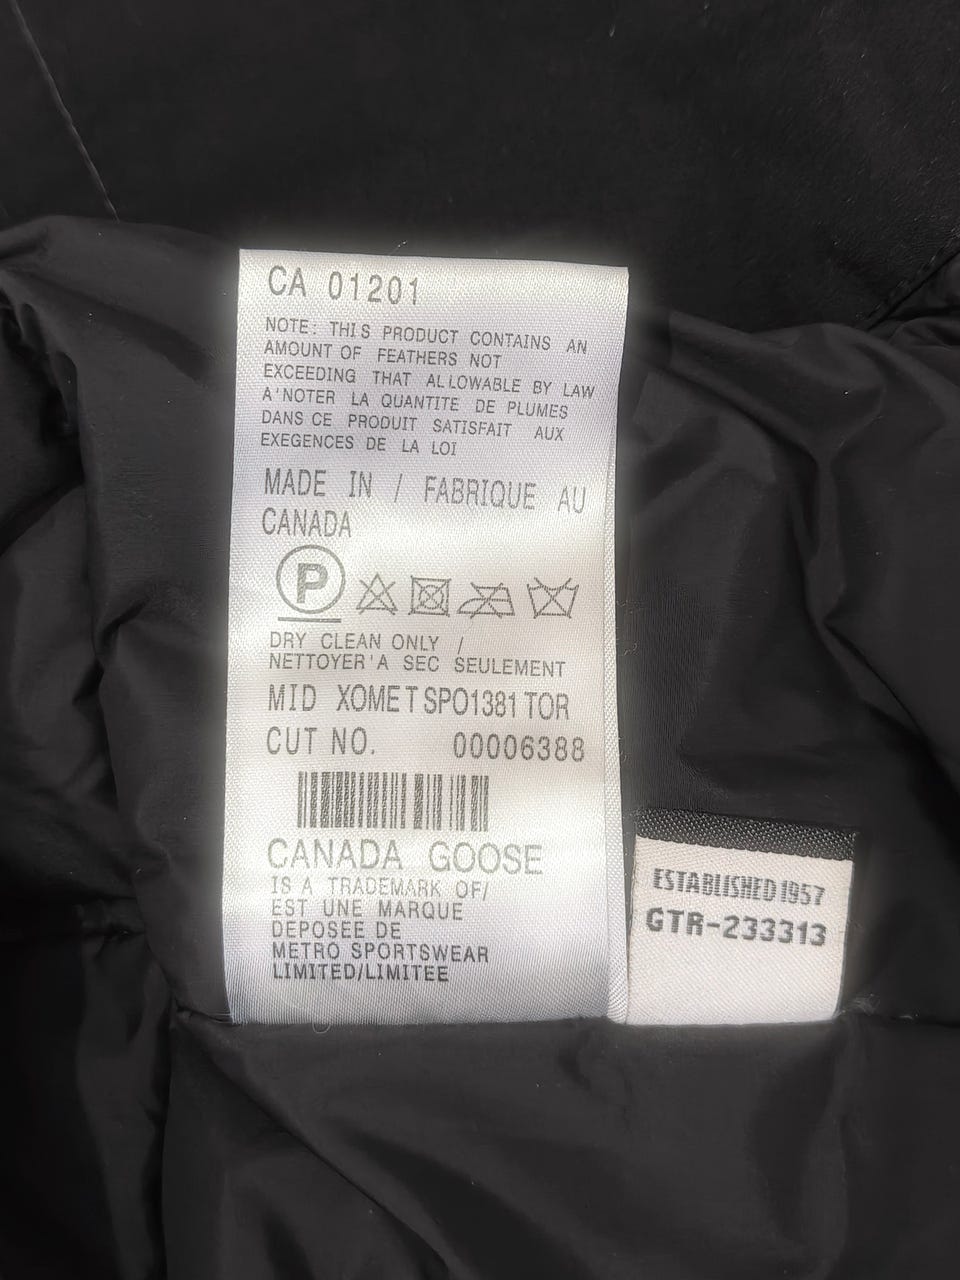 CA 01201
NOTE: THIS PRODUCT CONTAINS AN
AMOUNT OF FEATHERS NOT
EXCEEDING THAT ALLOWABLE BY LAW
A'NOTER LA QUANTITE DE PLUMES
DANS CE PRODUIT SATISFAIT AUX
EXEGENCES DE LA LOI
MADE IN / FABRIQUE AU
CANADA
P
DRY CLEAN ONLY /
NETTOYER'A SEC SEULEMENT
MID XOMETSPO1381TOR
CUT NO. 00006388
CANADA GOOSE
IS A TRADEMARK OF/
EST UNE MARQUE
DEPOSEE DE
METRO SPORTSWEAR
LIMITED/LIMITEE
ESTABLISHED 1957
GTR-233313